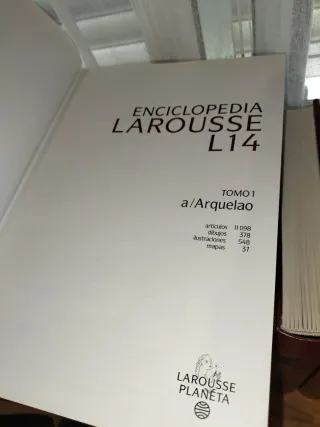 ENCICLOPEDIA
LAROUSSE
L14
TOMO 1
a/Arquelao
artículos 11 098
dibujos 378
ilustraciones 548
mapas 37
LAROUSSE
PLANETA